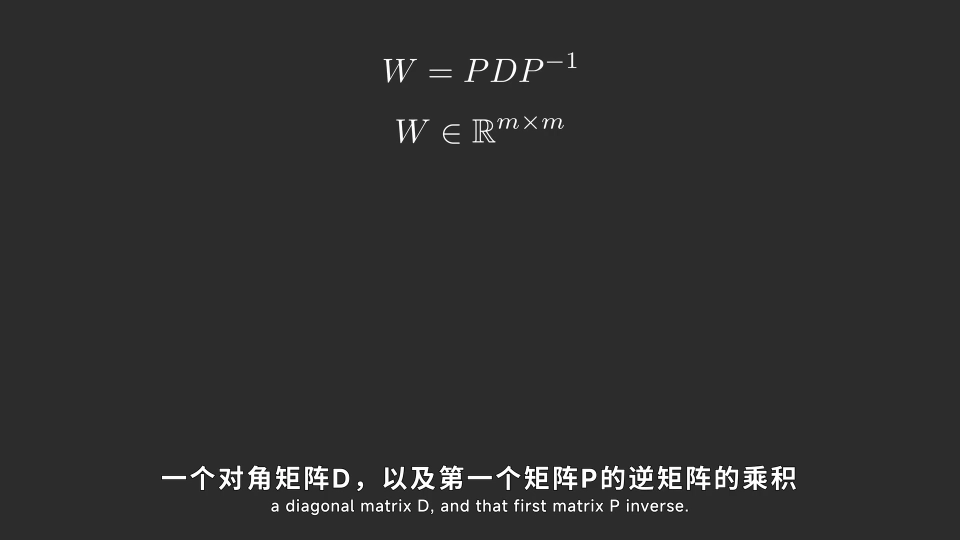 W = PDP⁻¹
W ∈ ℝᵐˣᵐ
一个对角矩阵D，以及第一个矩阵P的逆矩阵的乘积
a diagonal matrix D, and that first matrix P inverse.